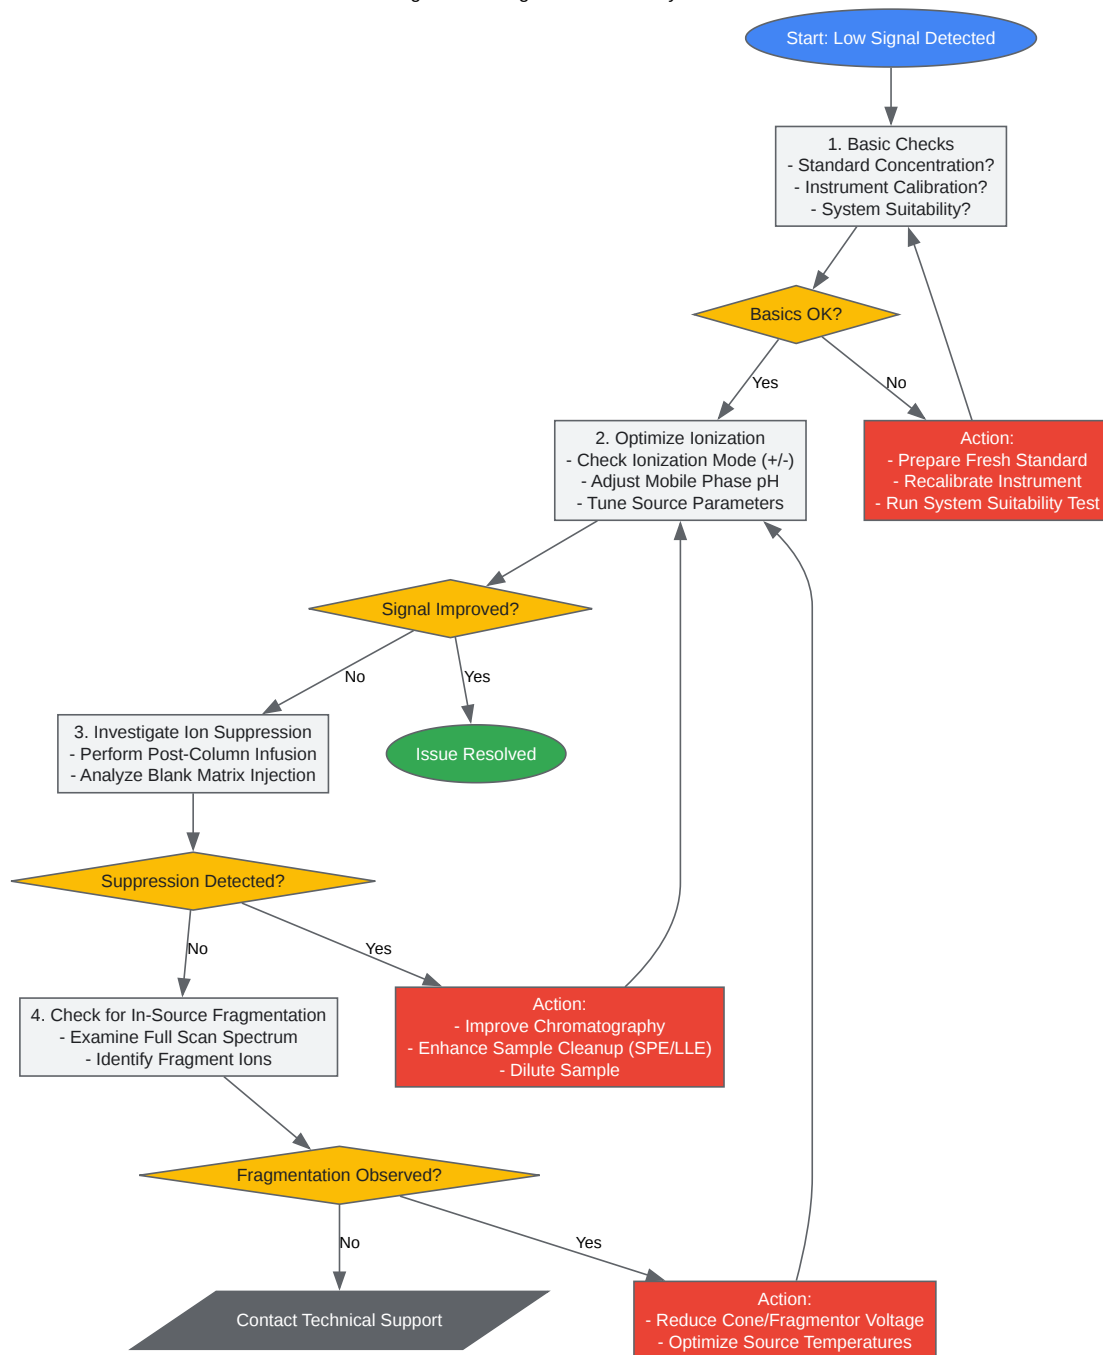 Start: Low Signal Detected
1. Basic Checks
- Standard Concentration?
- Instrument Calibration?
- System Suitability?
Basics OK?
Yes
No
2. Optimize Ionization
- Check Ionization Mode (+/-)
- Adjust Mobile Phase pH
- Tune Source Parameters
Action:
- Prepare Fresh Standard
- Recalibrate Instrument
- Run System Suitability Test
Signal Improved?
No
Yes
3. Investigate Ion Suppression
- Perform Post-Column Infusion
- Analyze Blank Matrix Injection
Issue Resolved
Suppression Detected?
No
Yes
4. Check for In-Source Fragmentation
- Examine Full Scan Spectrum
- Identify Fragment Ions
Action:
- Improve Chromatography
- Enhance Sample Cleanup (SPE/LLE)
- Dilute Sample
Fragmentation Observed?
No
Yes
Contact Technical Support
Action:
- Reduce Cone/Fragmentor Voltage
- Optimize Source Temperatures